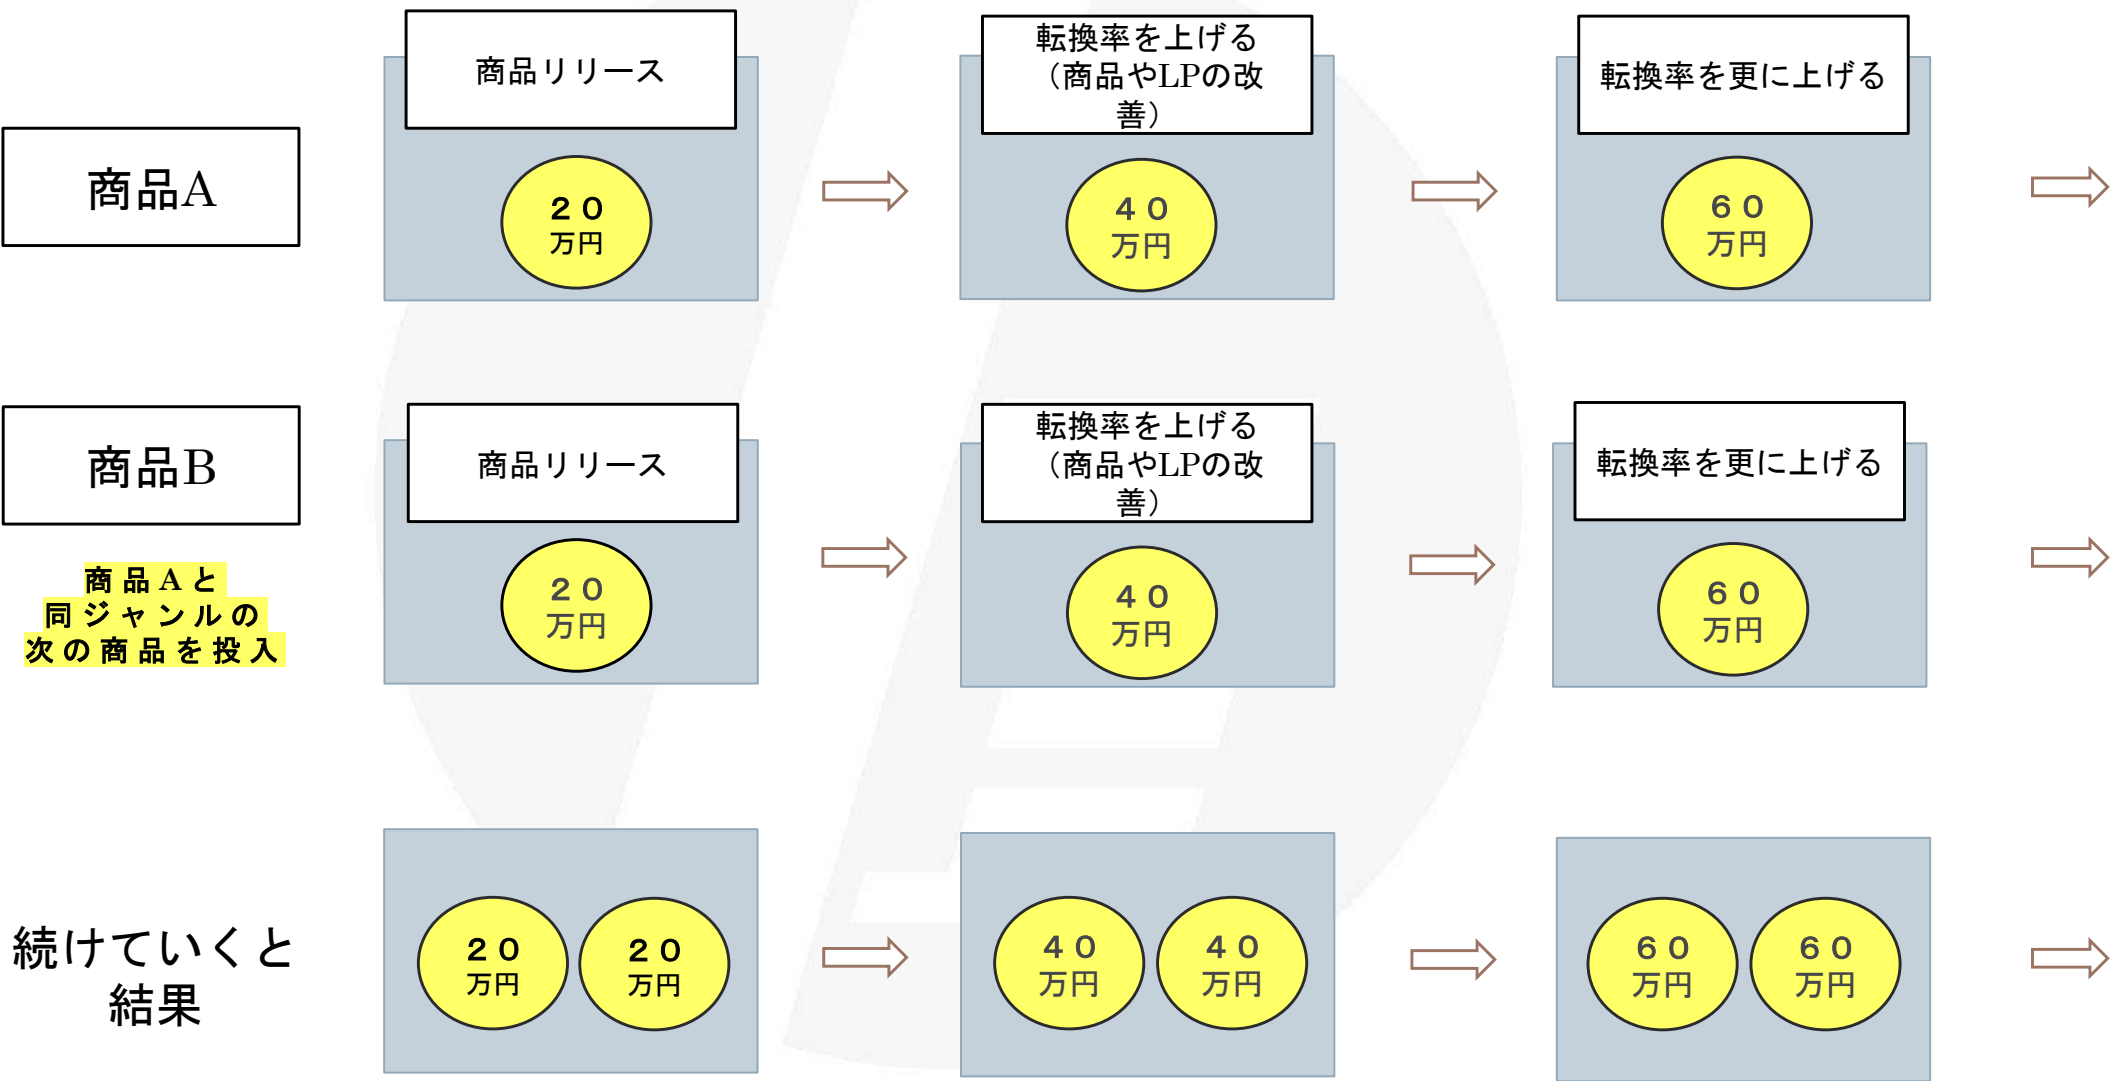 商品A
商品リリース
２０
万円
転換率を上げる
（商品やLPの改
善）
４０
万円
転換率を更に上げる
６０
万円
商品B
商品Aと
同ジャンルの
次の商品を投入
商品リリース
２０
万円
転換率を上げる
（商品やLPの改
善）
４０
万円
転換率を更に上げる
６０
万円
続けていくと
結果
２０
万円
２０
万円
４０
万円
４０
万円
６０
万円
６０
万円